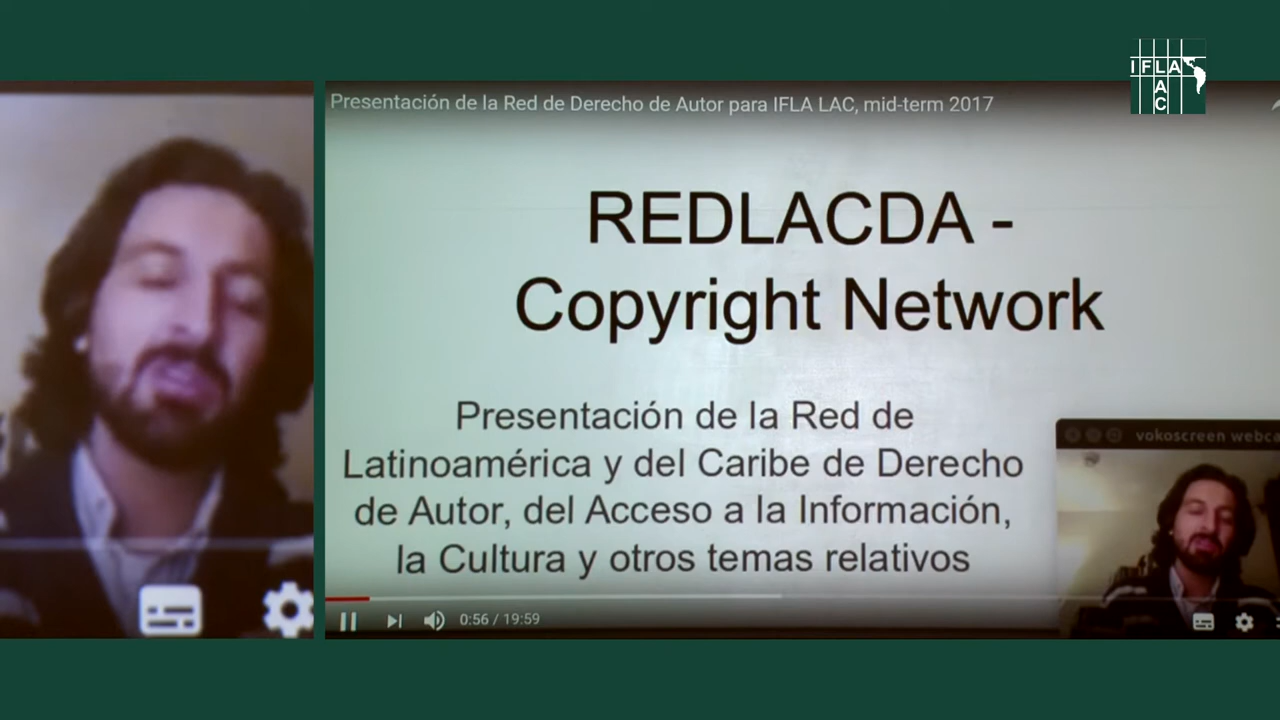 IFLA
LAC
Presentación de la Red de Derecho de Autor para IFLA LAC, mid-term 2017
REDLACDA -
Copyright Network
Presentación de la Red de
Latinoamérica y del Caribe de Derecho
de Autor, del Acceso a la Información,
la Cultura y otros temas relativos
vokoscreen webca
0:56 / 19:59